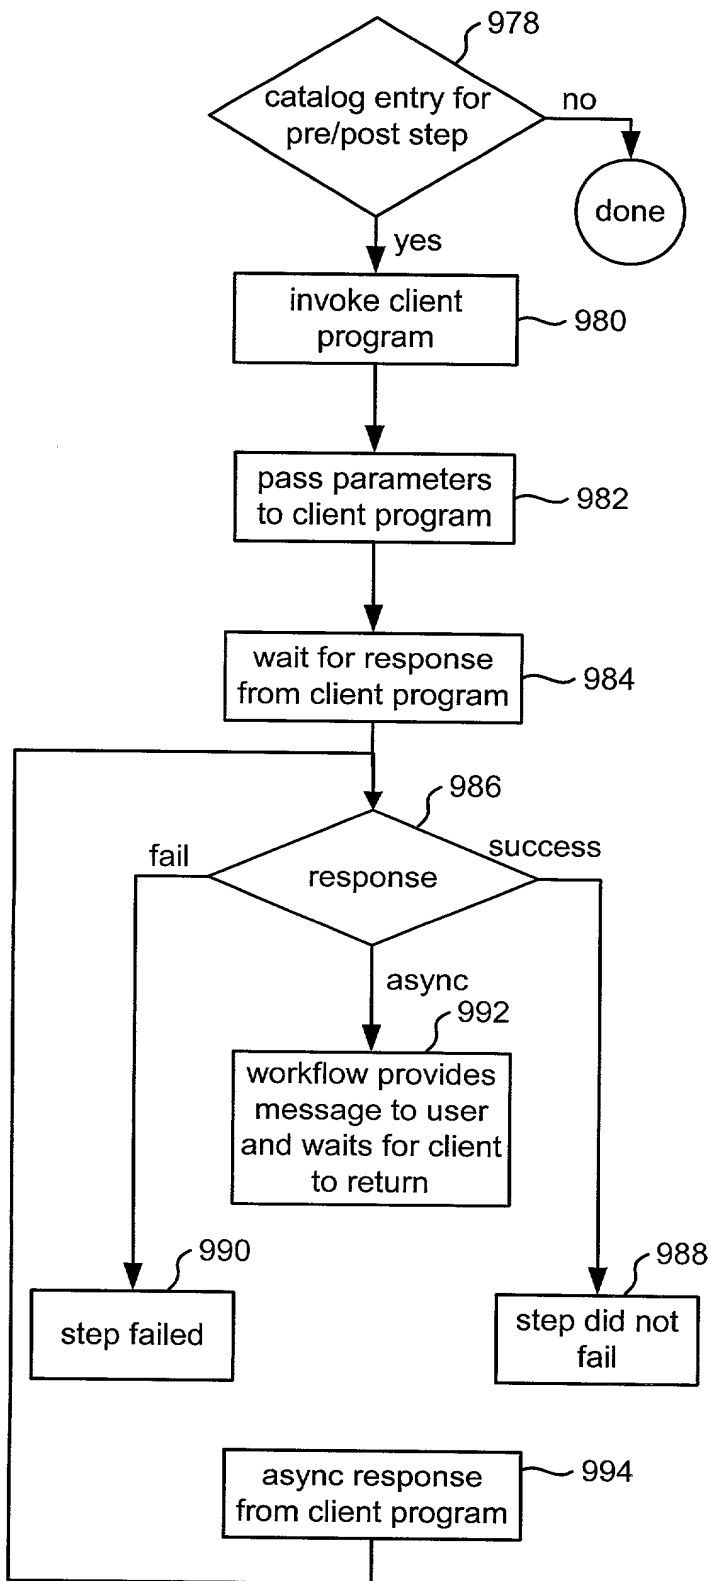 978
catalog entry for
pre/post step
no
done
yes
invoke client
program
980
pass parameters
to client program
982
wait for response
from client program
984
986
fail
success
response
async
992
workflow provides
message to user
and waits for client
to return
990
step failed
988
step did not
fail
async response
from client program
994